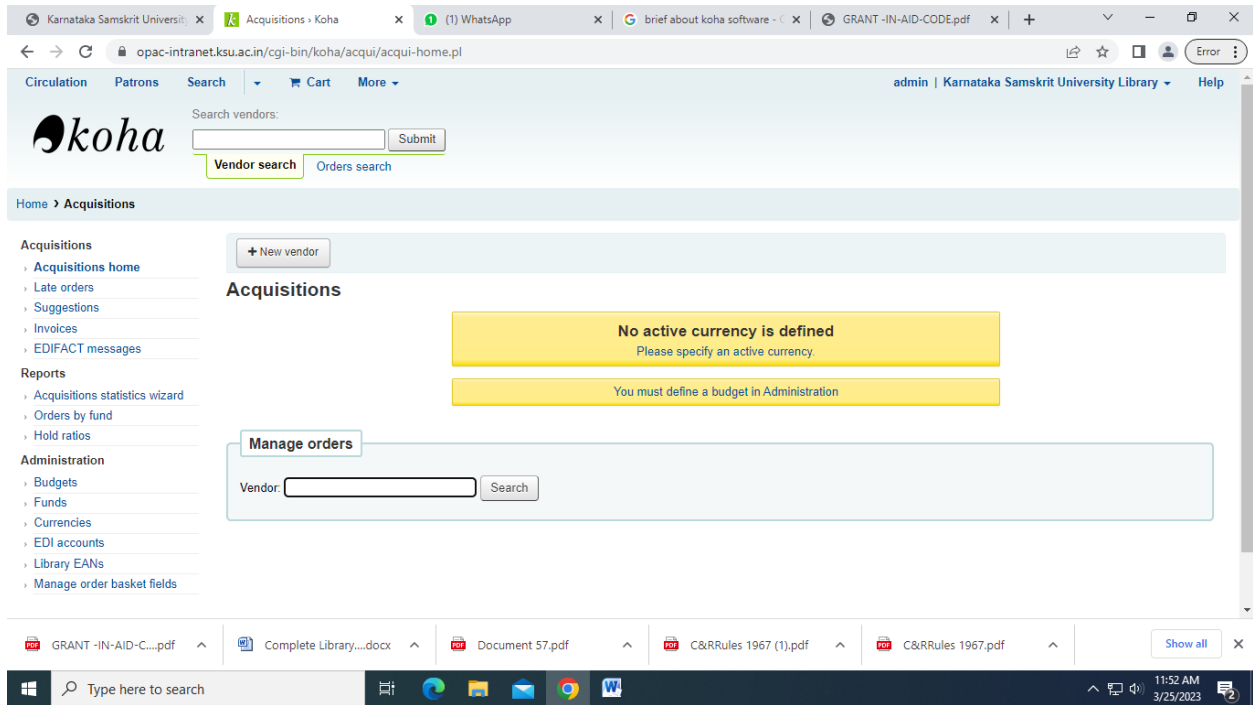 Karnataka Samskrit Universit
Acquisitions › Koha
(1) WhatsApp
brief about koha software - G
GRANT -IN-AID-CODE.pdf
opac-intranet.ksu.ac.in/cgi-bin/koha/acqui/acqui-home.pl
Error
Circulation Patrons Search Cart More
admin | Karnataka Samskrit University Library Help
koha
Search vendors:
Submit
Vendor search Orders search
Home › Acquisitions
Acquisitions
Acquisitions home
Late orders
Suggestions
Invoices
EDIFACT messages
Reports
Acquisitions statistics wizard
Orders by fund
Hold ratios
Administration
Budgets
Funds
Currencies
EDI accounts
Library EANs
Manage order basket fields
+ New vendor
Acquisitions
No active currency is defined
Please specify an active currency.
You must define a budget in Administration
Manage orders
Vendor: Search
GRANT -IN-AID-C....pdf
Complete Library....docx
Document 57.pdf
C&RRules 1967 (1).pdf
C&RRules 1967.pdf
Show all
Type here to search
11:52 AM
3/25/2023
2